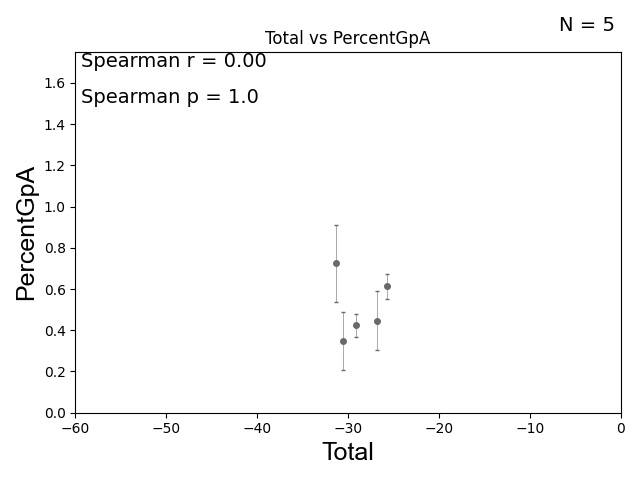 N = 5
Total vs PercentGpA
Spearman r = 0.00
Spearman p = 1.0
PercentGpA
1.6
1.4
1.2
1.0
0.8
0.6
0.4
0.2
0.0
−60 −50 −40 −30 −20 −10 0
Total